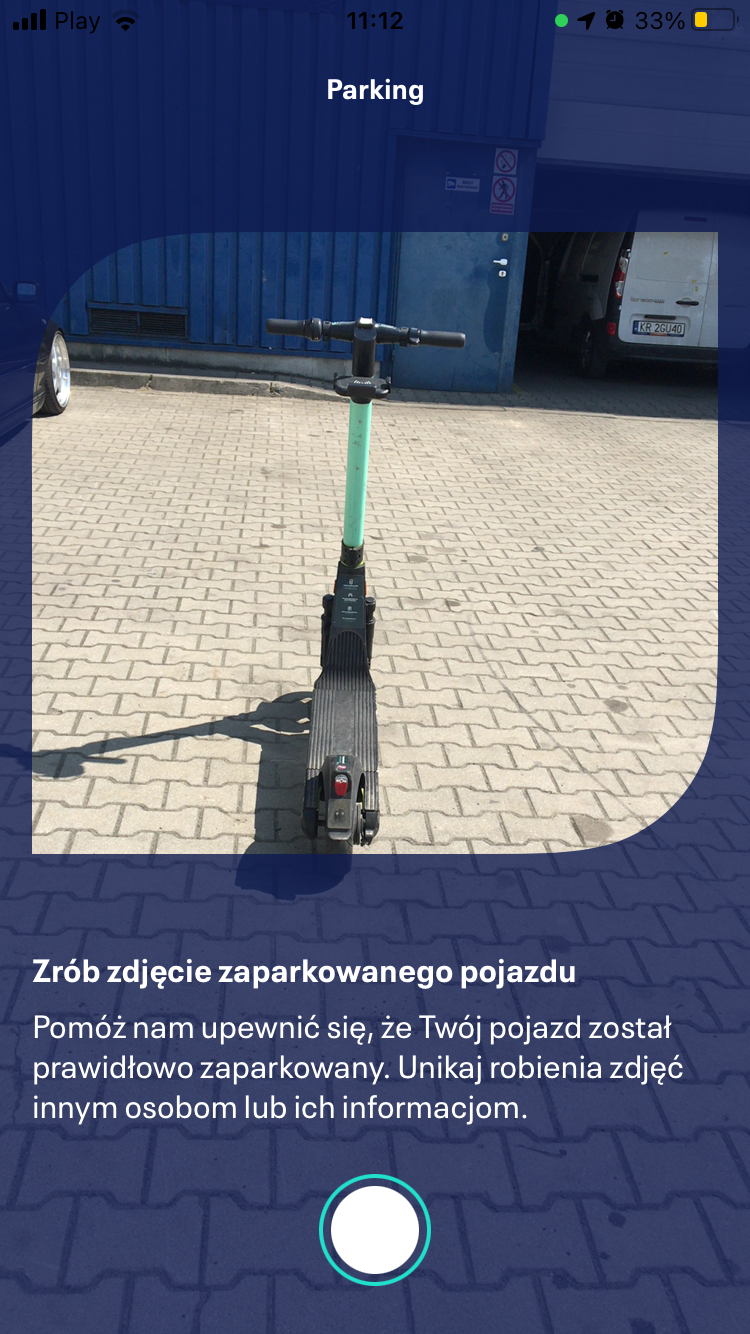 Play
11:12
33%
Parking
KR 2GU40
Zrób zdjęcie zaparkowanego pojazdu
Pomóż nam upewnić się, że Twój pojazd został
prawidłowo zaparkowany. Unikaj robienia zdjęć
innym osobom lub ich informacjom.